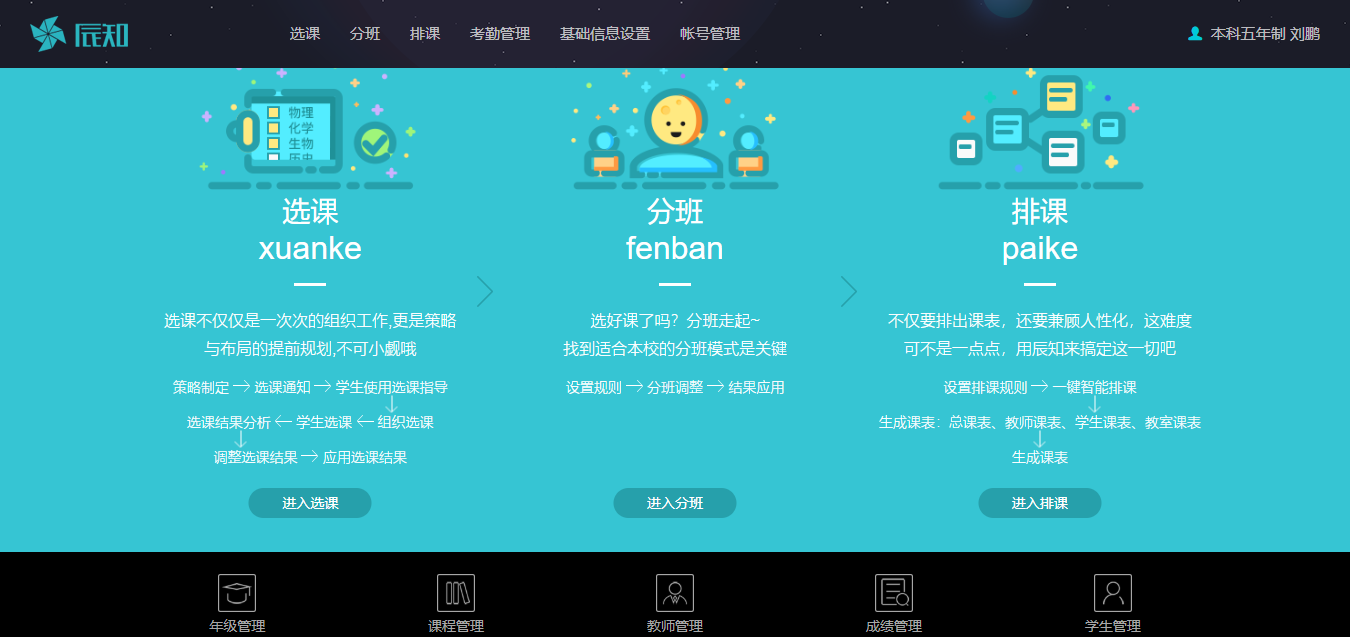 辰知
选课 分班 排课 考勤管理 基础信息设置 帐号管理
本科五年制 刘鹏
物理
化学
生物
历史
选课
xuanke
选课不仅仅是一次次的组织工作,更是策略
与布局的提前规划,不可小觑哦
策略制定 → 选课通知 → 学生使用选课指导
↓
选课结果分析 ← 学生选课 ← 组织选课
↓
调整选课结果 → 应用选课结果
进入选课
分班
fenban
选好课了吗？分班走起~
找到适合本校的分班模式是关键
设置规则 → 分班调整 → 结果应用
进入分班
排课
paike
不仅要排出课表，还要兼顾人性化，这难度
可不是一点点，用辰知来搞定这一切吧
设置排课规则 → 一键智能排课
↓
生成课表：总课表、教师课表、学生课表、教室课表
↓
生成课表
进入排课
年级管理
课程管理
教师管理
成绩管理
学生管理